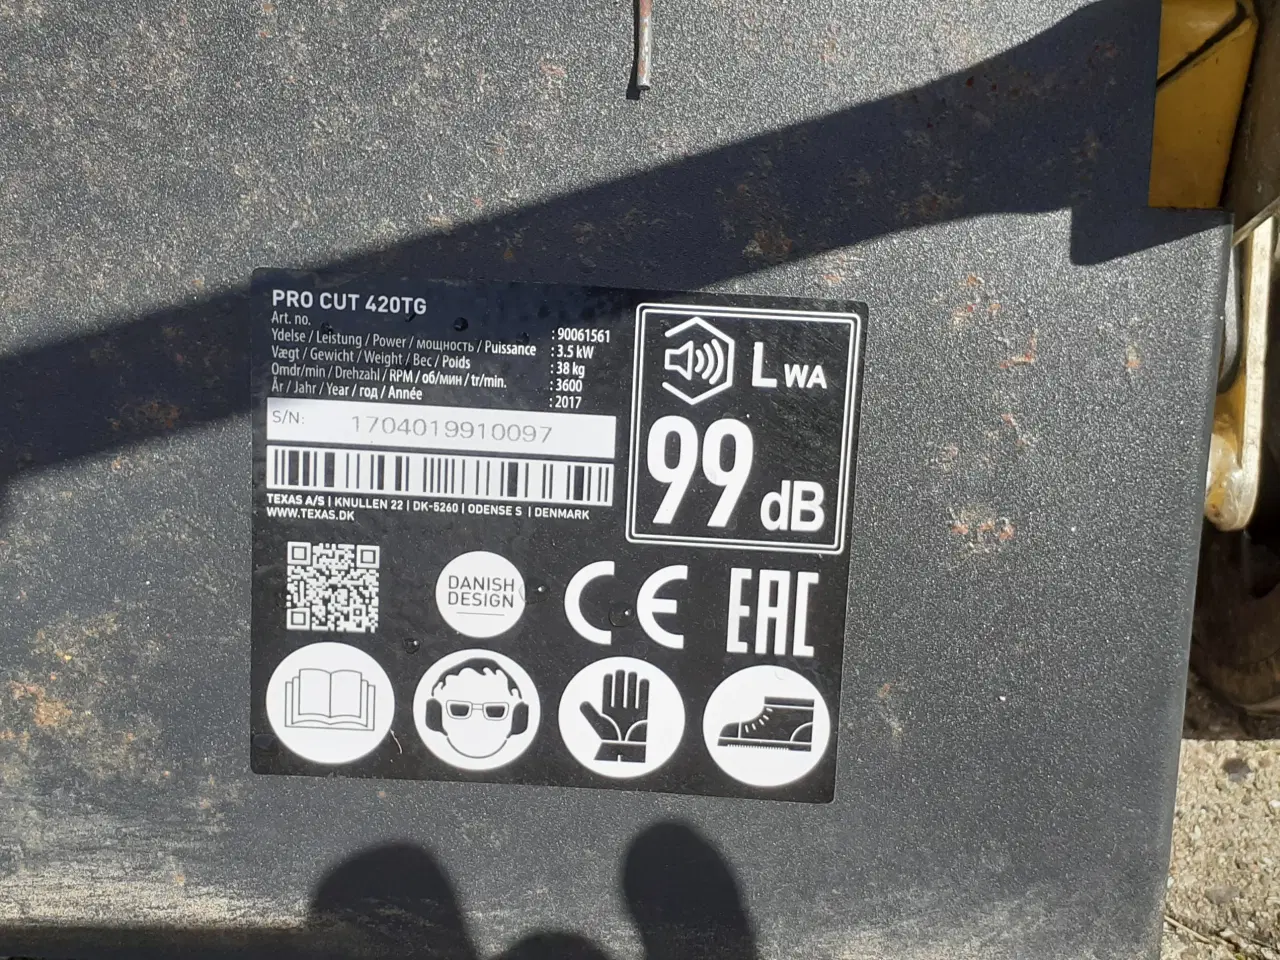 PRO CUT 420TG
Art. no. : 90061561
Ydelse / Leistung / Power / мощность / Puissance : 3.5 kW
Vægt / Gewicht / Weight / Вес / Poids : 38 kg
Omdr/min / Drehzahl / RPM / об/мин / tr/min. : 3600
År / Jahr / Year / год / Année : 2017
S/N: 1704019910097
TEXAS A/S | KNULLEN 22 | DK-5260 | ODENSE S | DENMARK
WWW.TEXAS.DK
LWA
99 dB
DANISH
DESIGN
CE
EAC